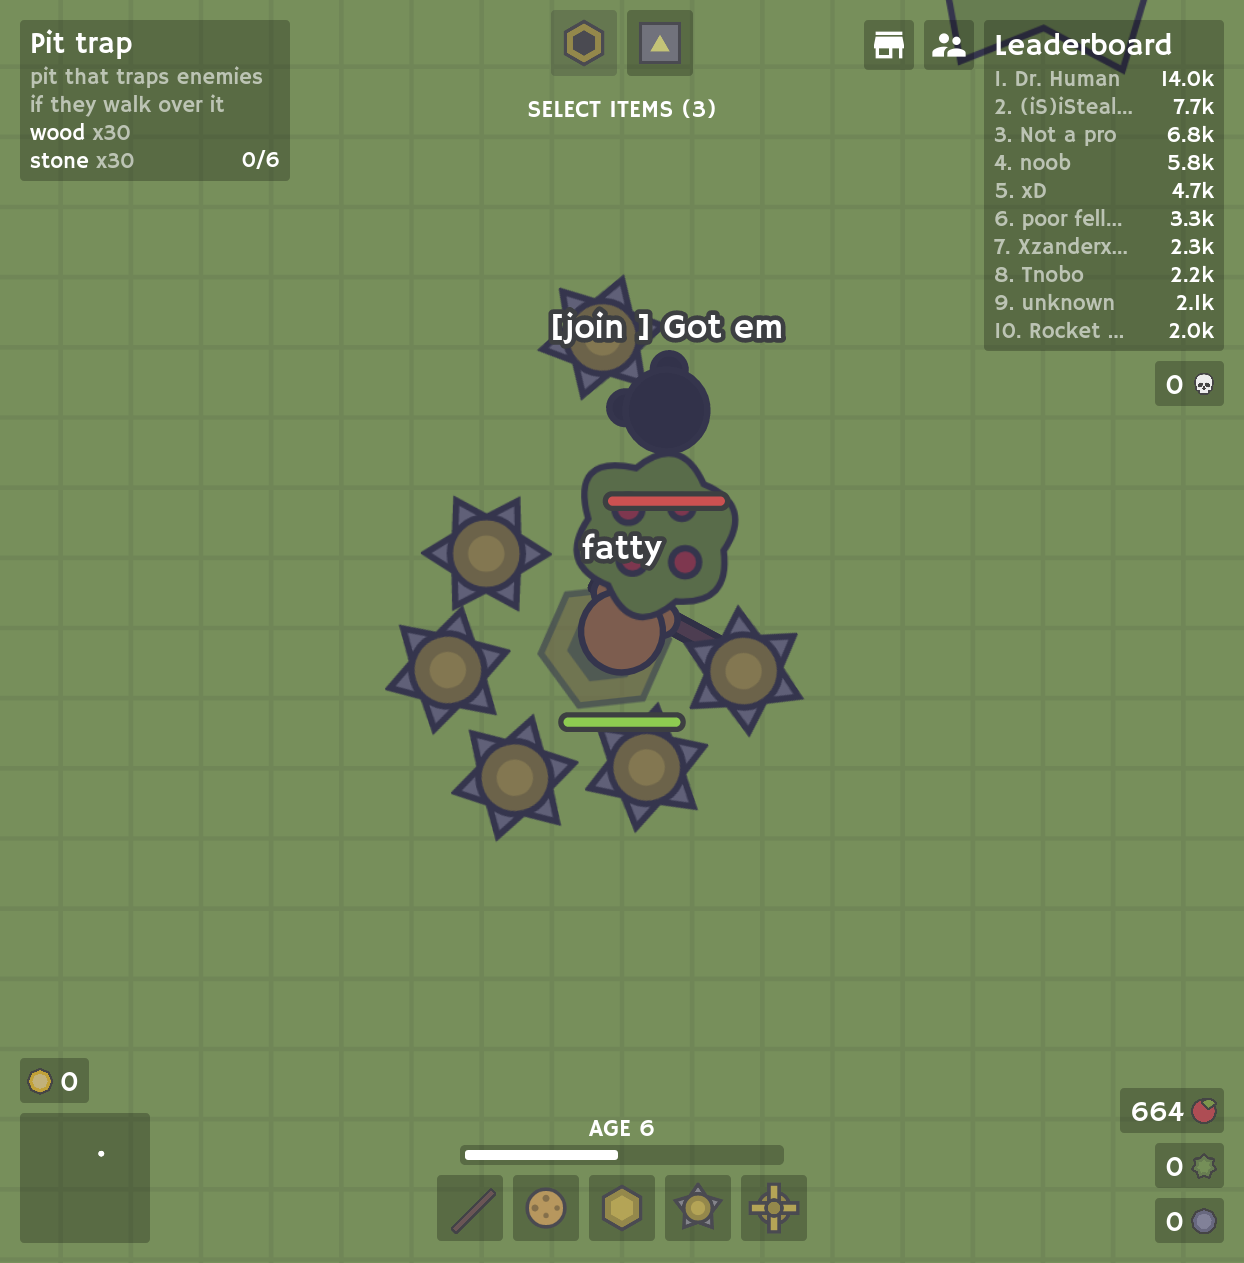 Pit trap
pit that traps enemies
if they walk over it
wood x30
stone x30 0/6
SELECT ITEMS (3)
Leaderboard
1. Dr. Human 14.0k
2. (iS)iSteal... 7.7k
3. Not a pro 6.8k
4. noob 5.8k
5. xD 4.7k
6. poor fell... 3.3k
7. Xzanderx... 2.3k
8. Tnobo 2.2k
9. unknown 2.1k
10. Rocket ... 2.0k
0
[join ] Got em
fatty
0
AGE 6
664
0
0